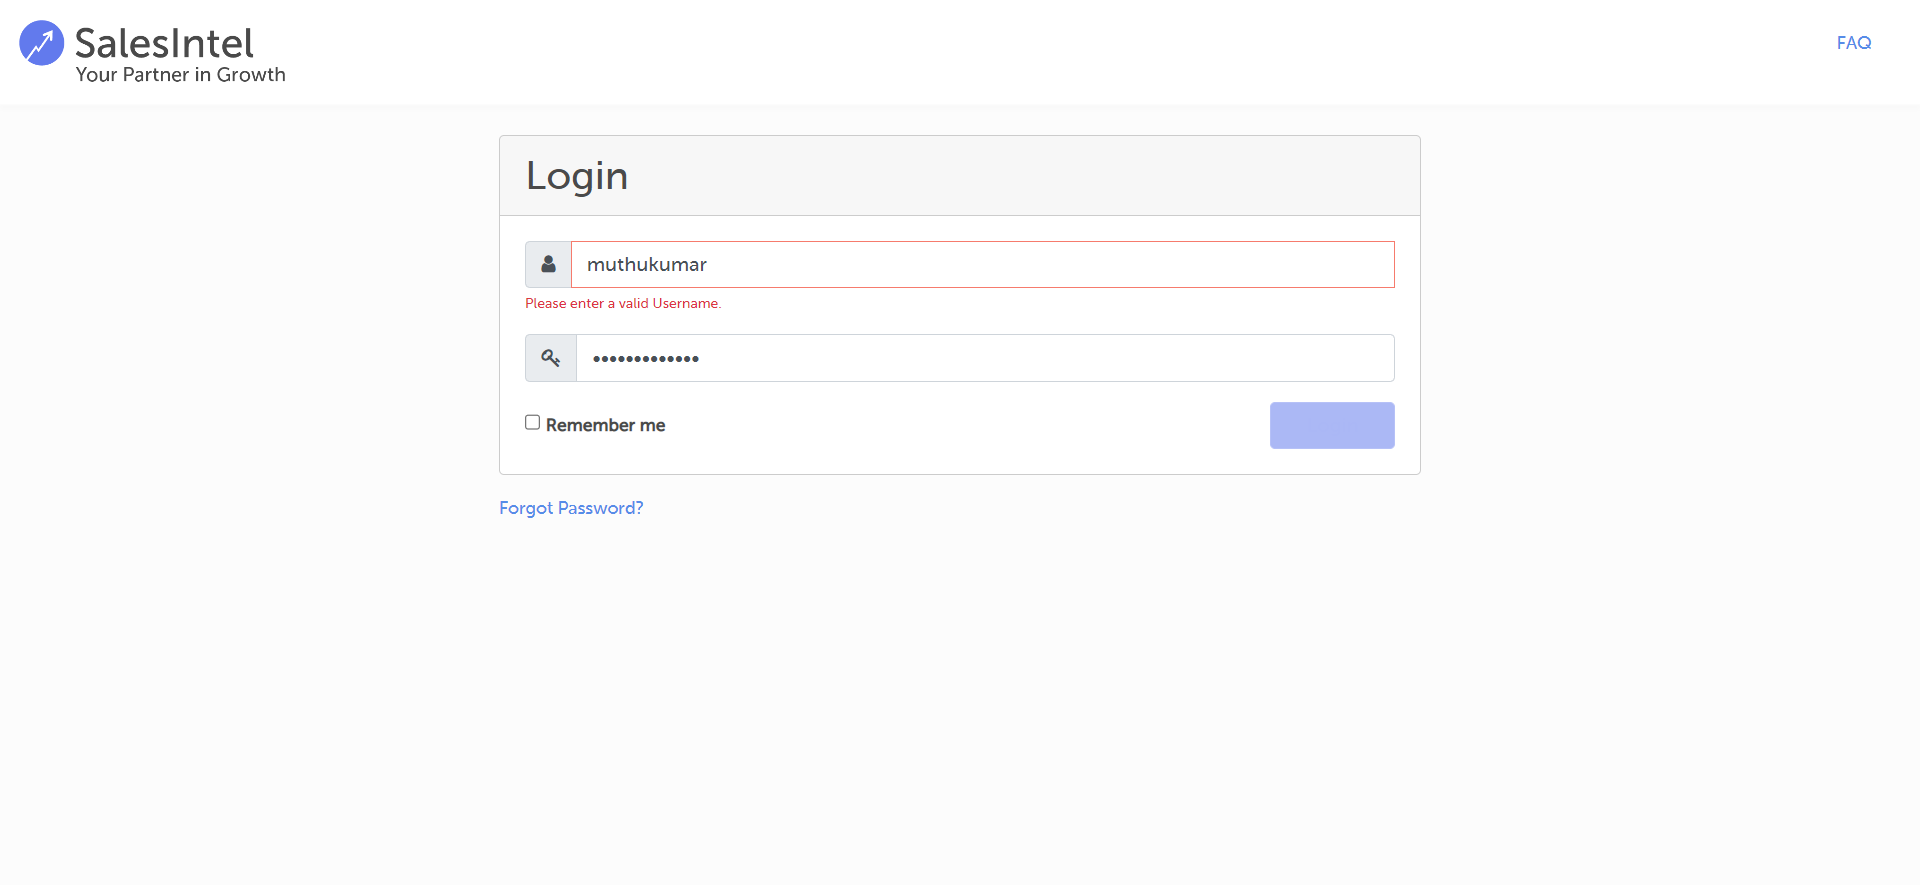 SalesIntel
Your Partner in Growth
FAQ
Login
muthukumar
Please enter a valid Username.
•••••••••••••
Remember me
Forgot Password?